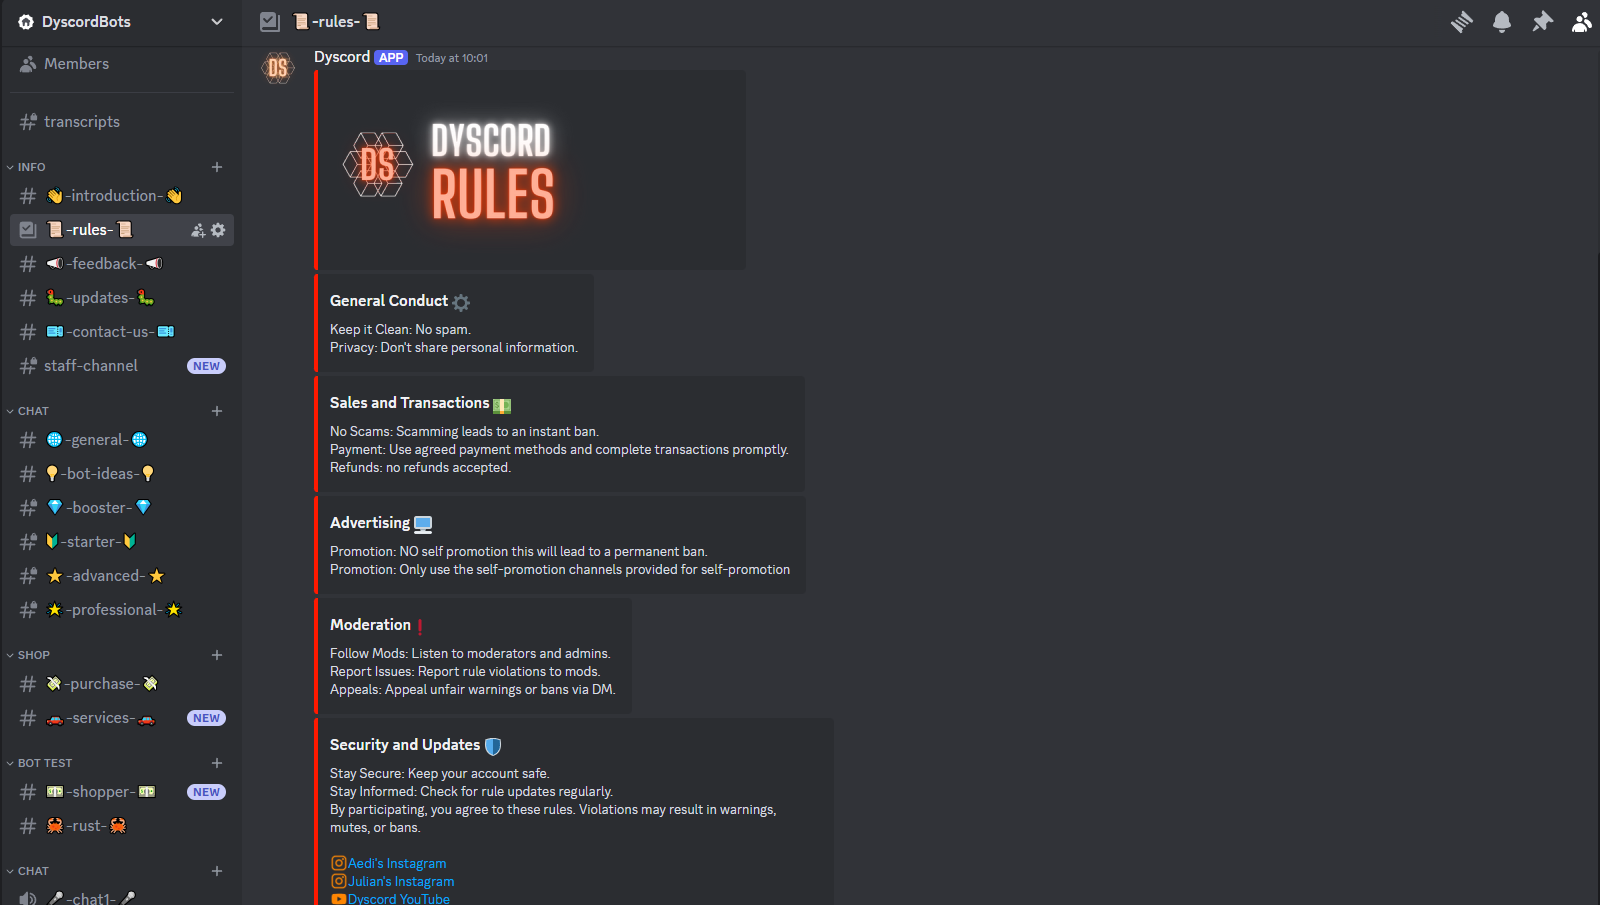 DyscordBots
Members
transcripts
INFO
-introduction-
-rules-
-feedback-
-updates-
-contact-us-
staff-channel NEW
CHAT
-general-
-bot-ideas-
-booster-
-starter-
-advanced-
-professional-
SHOP
-purchase-
-services- NEW
BOT TEST
-shopper- NEW
-rust-
CHAT
-chat1-
-rules-
Dyscord APP Today at 10:01
DS
DS
DYSCORD
RULES
General Conduct
Keep it Clean: No spam.
Privacy: Don't share personal information.
Sales and Transactions
No Scams: Scamming leads to an instant ban.
Payment: Use agreed payment methods and complete transactions promptly.
Refunds: no refunds accepted.
Advertising
Promotion: NO self promotion this will lead to a permanent ban.
Promotion: Only use the self-promotion channels provided for self-promotion
Moderation
Follow Mods: Listen to moderators and admins.
Report Issues: Report rule violations to mods.
Appeals: Appeal unfair warnings or bans via DM.
Security and Updates
Stay Secure: Keep your account safe.
Stay Informed: Check for rule updates regularly.
By participating, you agree to these rules. Violations may result in warnings,
mutes, or bans.
Aedi's Instagram
Julian's Instagram
Dyscord YouTube